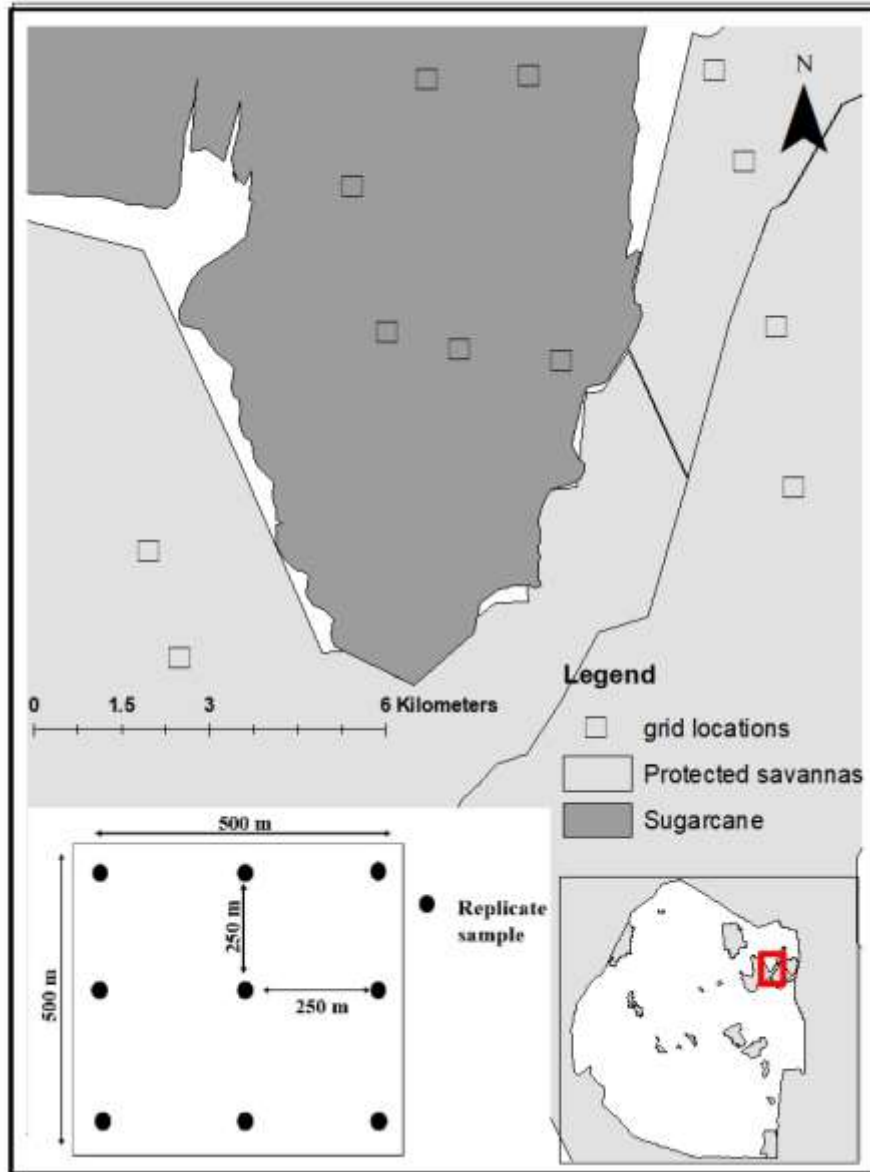 N
Legend
0 1.5 3 6 Kilometers
grid locations
Protected savannas
Sugarcane
500 m
500 m
250 m
250 m
Replicate
sample